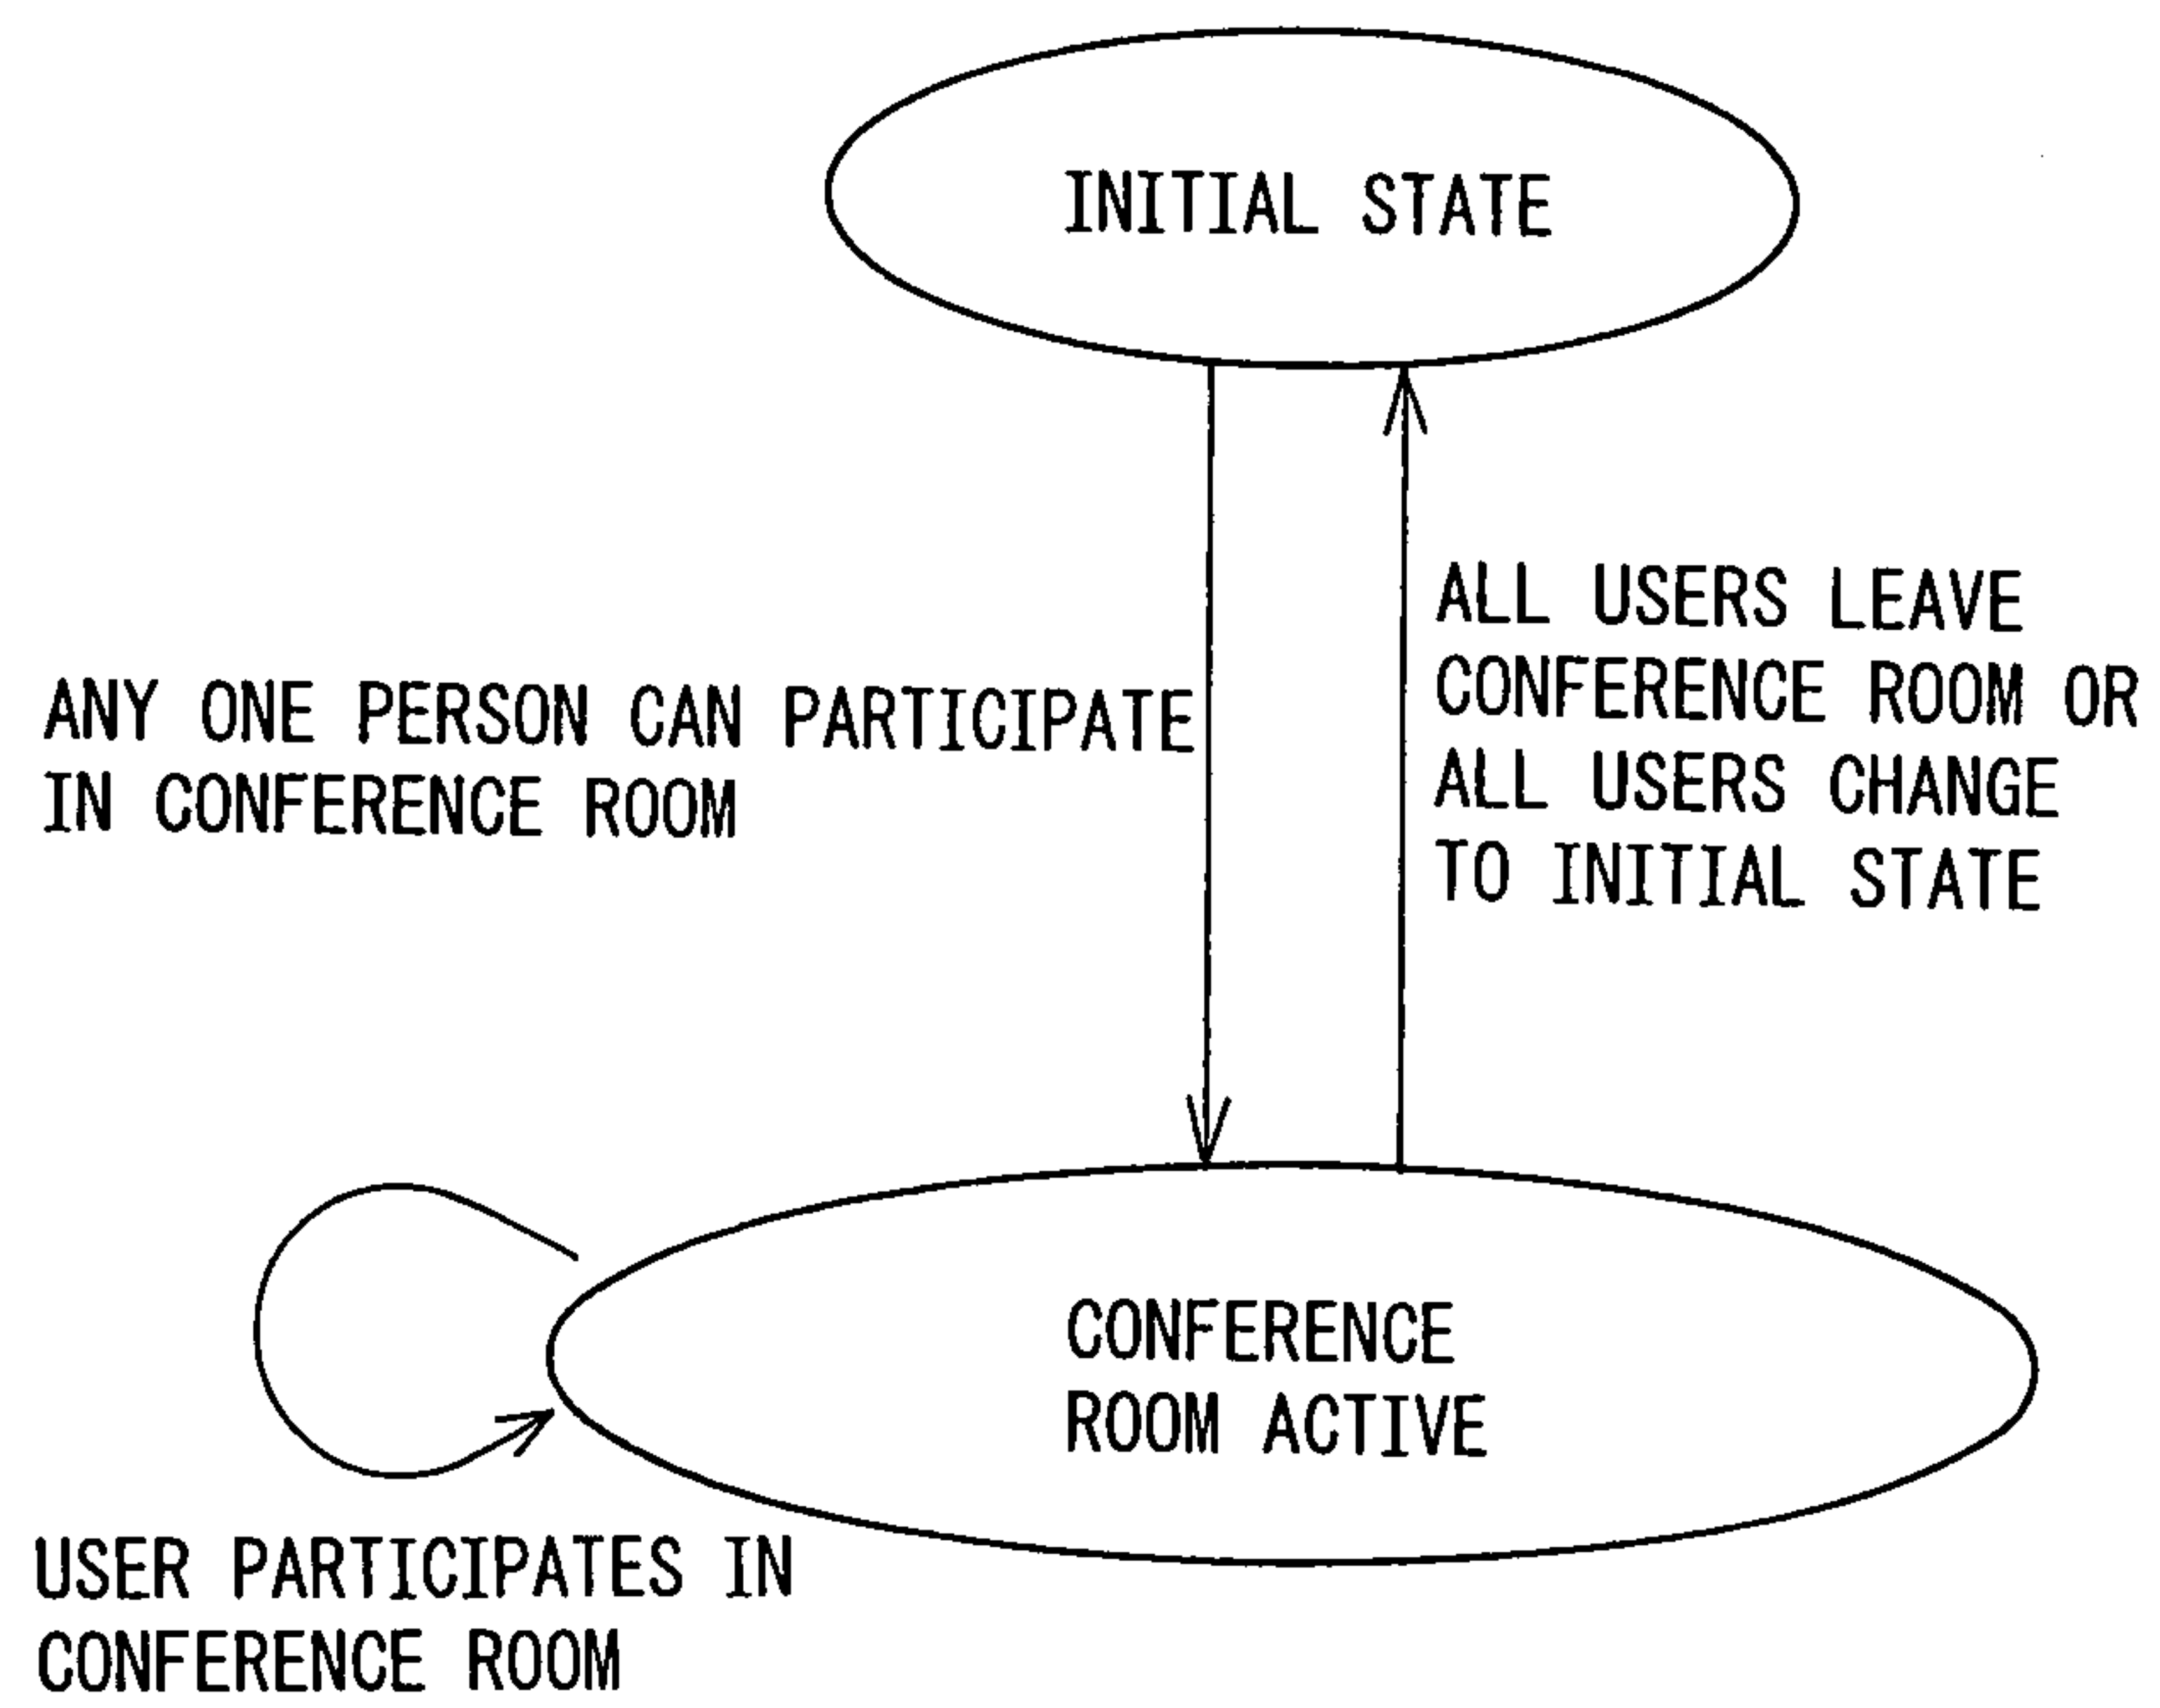 INITIAL STATE
ALL USERS LEAVE
CONFERENCE ROOM OR
ALL USERS CHANGE
TO INITIAL STATE
ANY ONE PERSON CAN PARTICIPATE
IN CONFERENCE ROOM
CONFERENCE
ROOM ACTIVE
USER PARTICIPATES IN
CONFERENCE ROOM